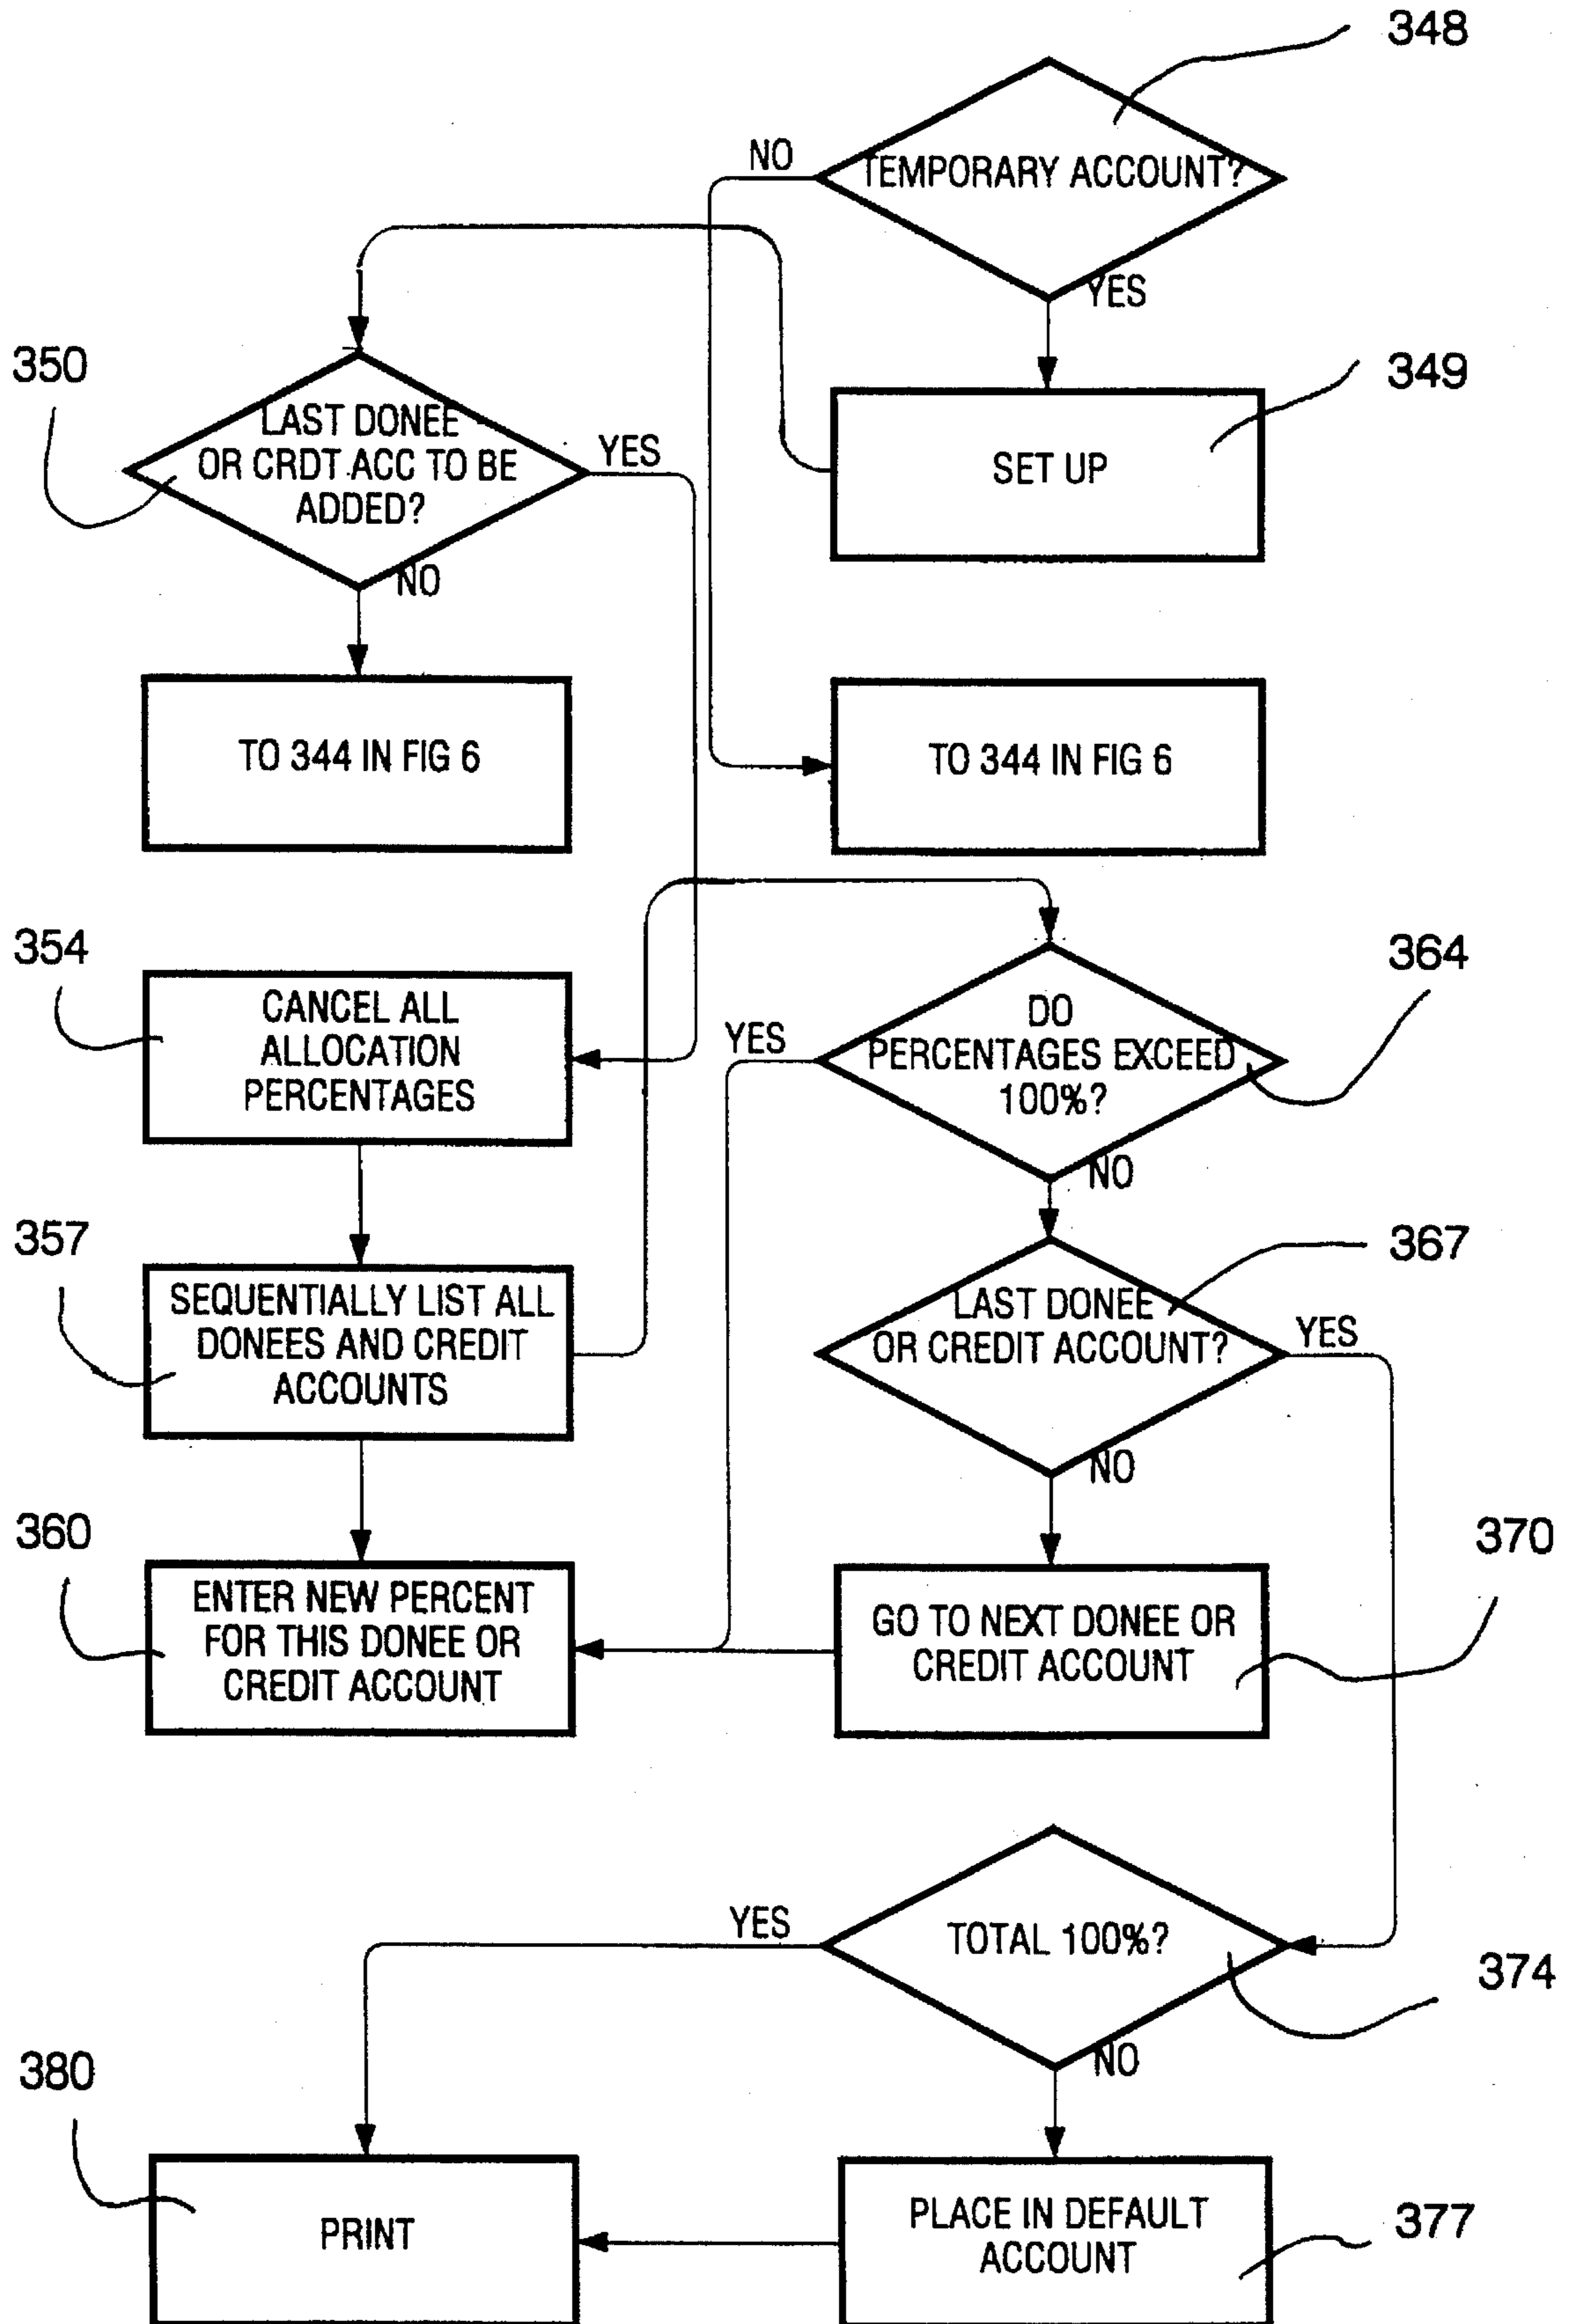 348
NO
TEMPORARY ACCOUNT?
YES
350
349
LAST DONEE
OR CRDT ACC TO BE
ADDED?
YES
SET UP
NO
TO 344 IN FIG 6
TO 344 IN FIG 6
354
364
CANCEL ALL
ALLOCATION
PERCENTAGES
YES
DO
PERCENTAGES EXCEED
100%?
NO
357
367
SEQUENTIALLY LIST ALL
DONEES AND CREDIT
ACCOUNTS
LAST DONEE
OR CREDIT ACCOUNT?
YES
NO
360
370
ENTER NEW PERCENT
FOR THIS DONEE OR
CREDIT ACCOUNT
GO TO NEXT DONEE OR
CREDIT ACCOUNT
YES
TOTAL 100%?
374
NO
380
PRINT
PLACE IN DEFAULT
ACCOUNT
377